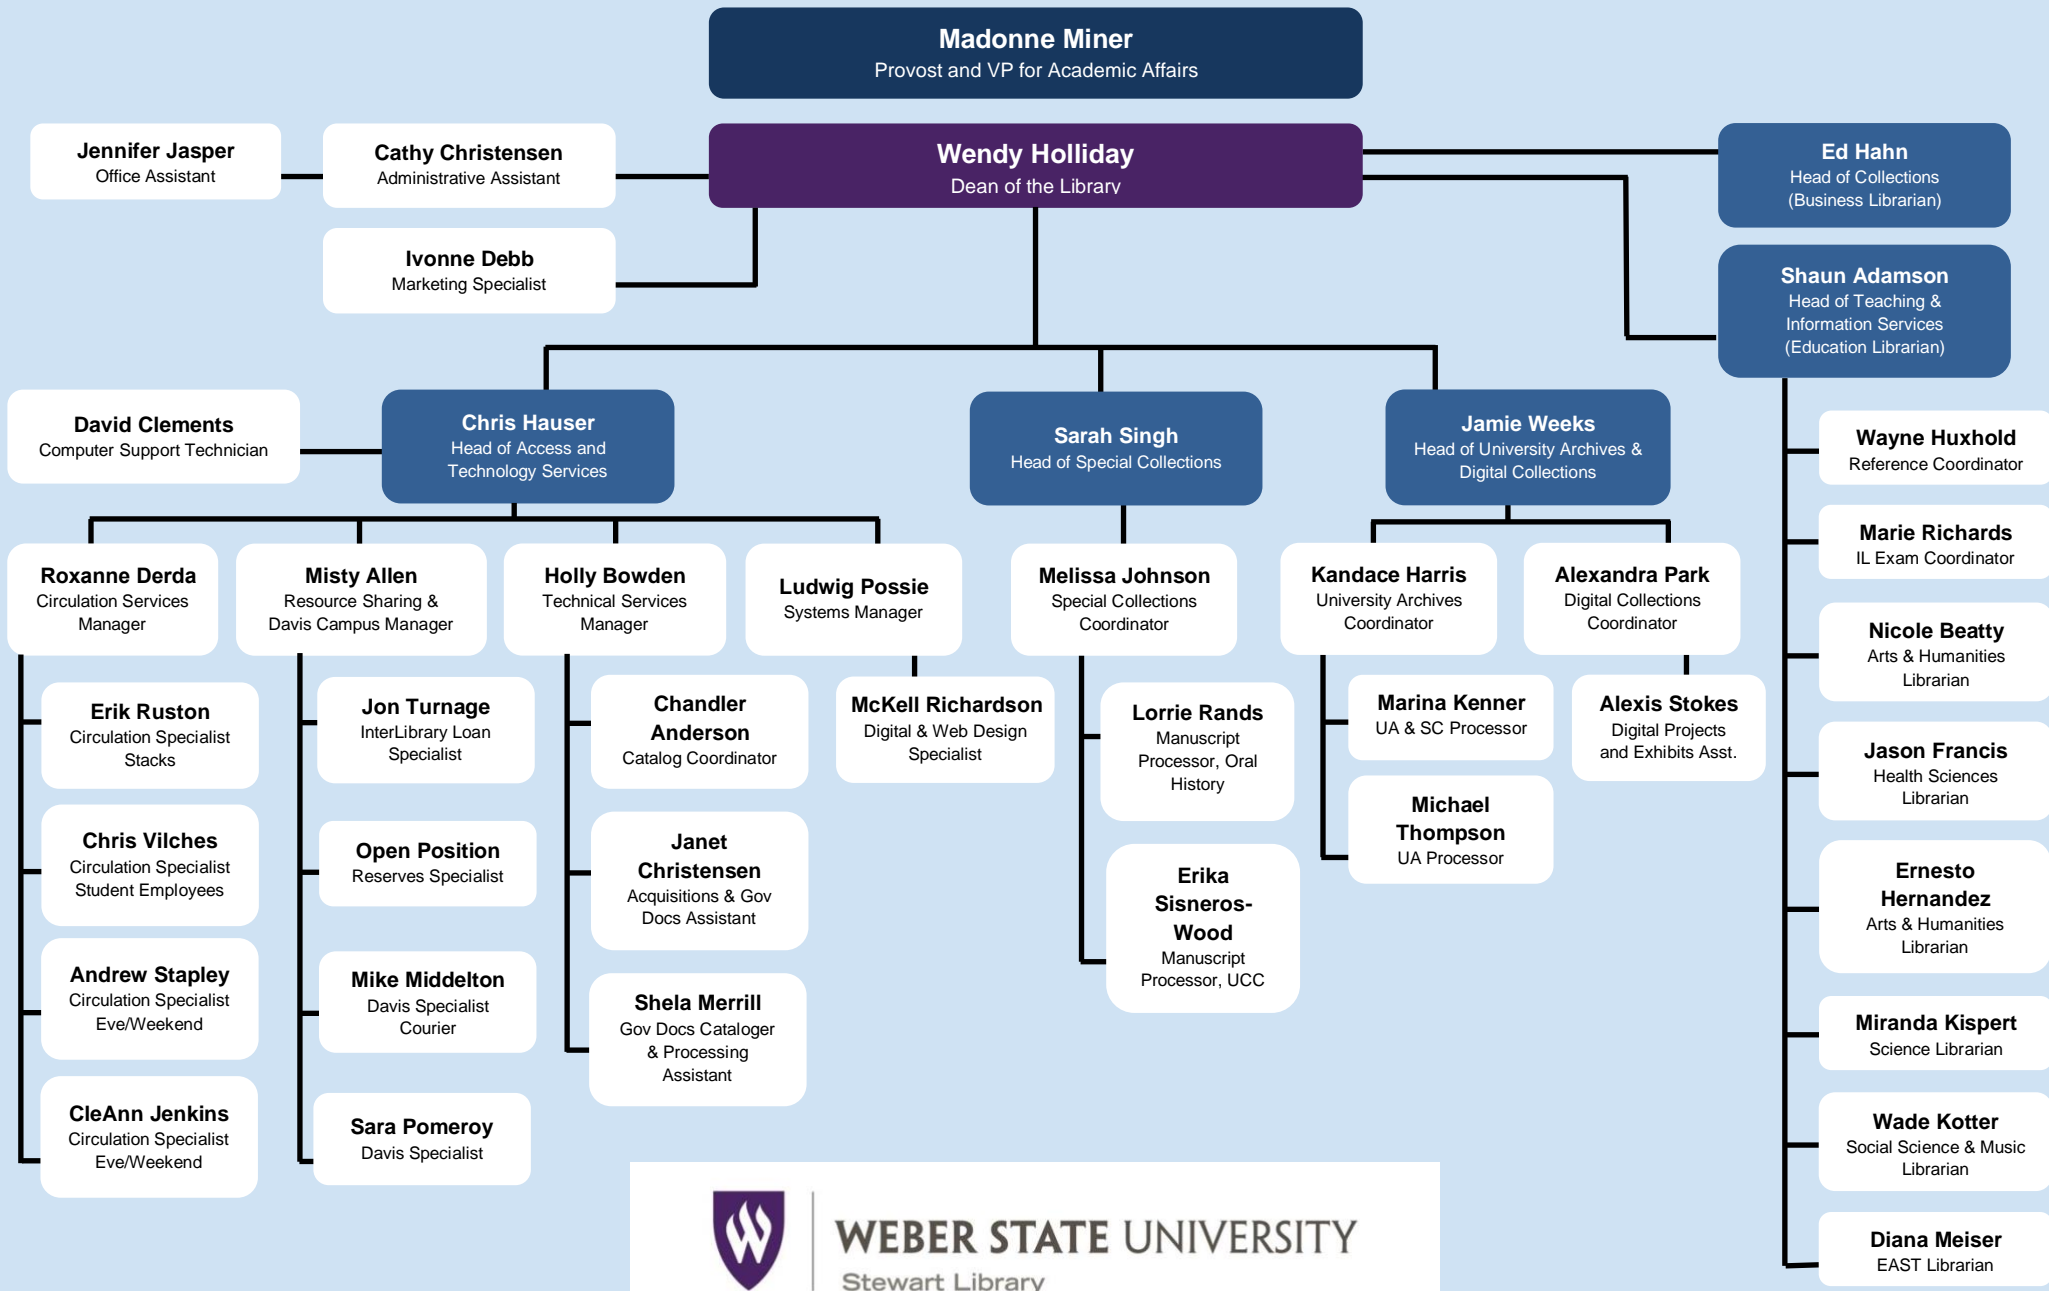 Madonne Miner
Provost and VP for Academic Affairs
Jennifer Jasper
Office Assistant
Cathy Christensen
Administrative Assistant
Wendy Holliday
Dean of the Library
Ed Hahn
Head of Collections
(Business Librarian)
Ivonne Debb
Marketing Specialist
Shaun Adamson
Head of Teaching &
Information Services
(Education Librarian)
David Clements
Computer Support Technician
Chris Hauser
Head of Access and
Technology Services
Sarah Singh
Head of Special Collections
Jamie Weeks
Head of University Archives &
Digital Collections
Roxanne Derda
Circulation Services
Manager
Misty Allen
Resource Sharing &
Davis Campus Manager
Holly Bowden
Technical Services
Manager
Ludwig Possie
Systems Manager
Melissa Johnson
Special Collections
Coordinator
Kandace Harris
University Archives
Coordinator
Alexandra Park
Digital Collections
Coordinator
Erik Ruston
Circulation Specialist
Stacks
Chris Vilches
Circulation Specialist
Student Employees
Andrew Stapley
Circulation Specialist
Eve/Weekend
CleAnn Jenkins
Circulation Specialist
Eve/Weekend
Jon Turnage
InterLibrary Loan
Specialist
Open Position
Reserves Specialist
Mike Middelton
Davis Specialist
Courier
Sara Pomeroy
Davis Specialist
Chandler
Anderson
Catalog Coordinator
Janet
Christensen
Acquisitions & Gov
Docs Assistant
Shela Merrill
Gov Docs Cataloger
& Processing
Assistant
McKell Richardson
Digital & Web Design
Specialist
Lorrie Rands
Manuscript
Processor, Oral
History
Erika
Sisneros-
Wood
Manuscript
Processor, UCC
Marina Kenner
UA & SC Processor
Michael
Thompson
UA Processor
Alexis Stokes
Digital Projects
and Exhibits Asst.
Wayne Huxhold
Reference Coordinator
Marie Richards
IL Exam Coordinator
Nicole Beatty
Arts & Humanities
Librarian
Jason Francis
Health Sciences
Librarian
Ernesto
Hernandez
Arts & Humanities
Librarian
Miranda Kispert
Science Librarian
Wade Kotter
Social Science & Music
Librarian
Diana Meiser
EAST Librarian
W
WEBER STATE UNIVERSITY
Stewart Library